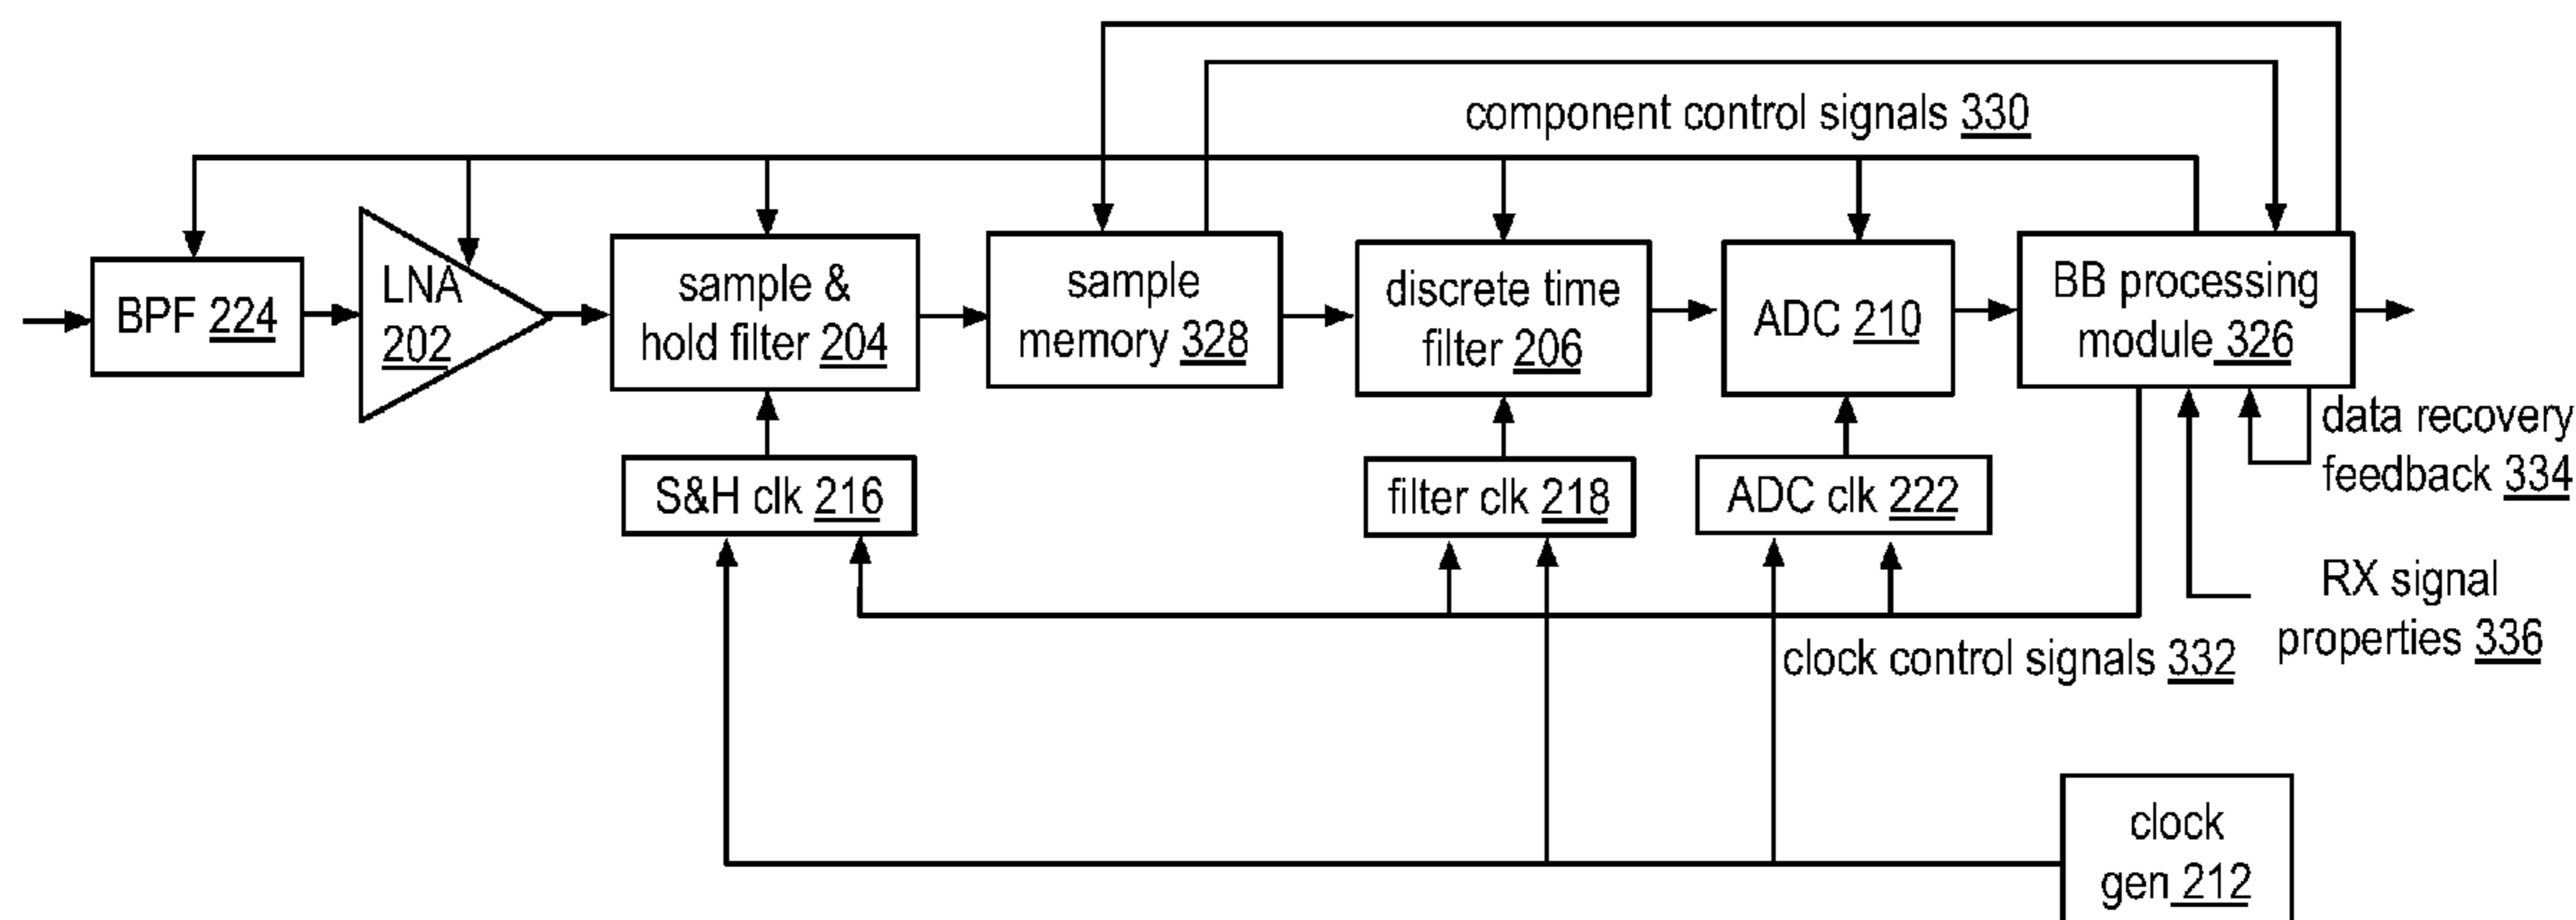 component control signals 330
BPF 224
LNA
202
sample &
hold filter 204
sample
memory 328
discrete time
filter 206
ADC 210
BB processing
module 326
S&H clk 216
filter clk 218
ADC clk 222
data recovery
feedback 334
RX signal
properties 336
clock control signals 332
clock
gen 212